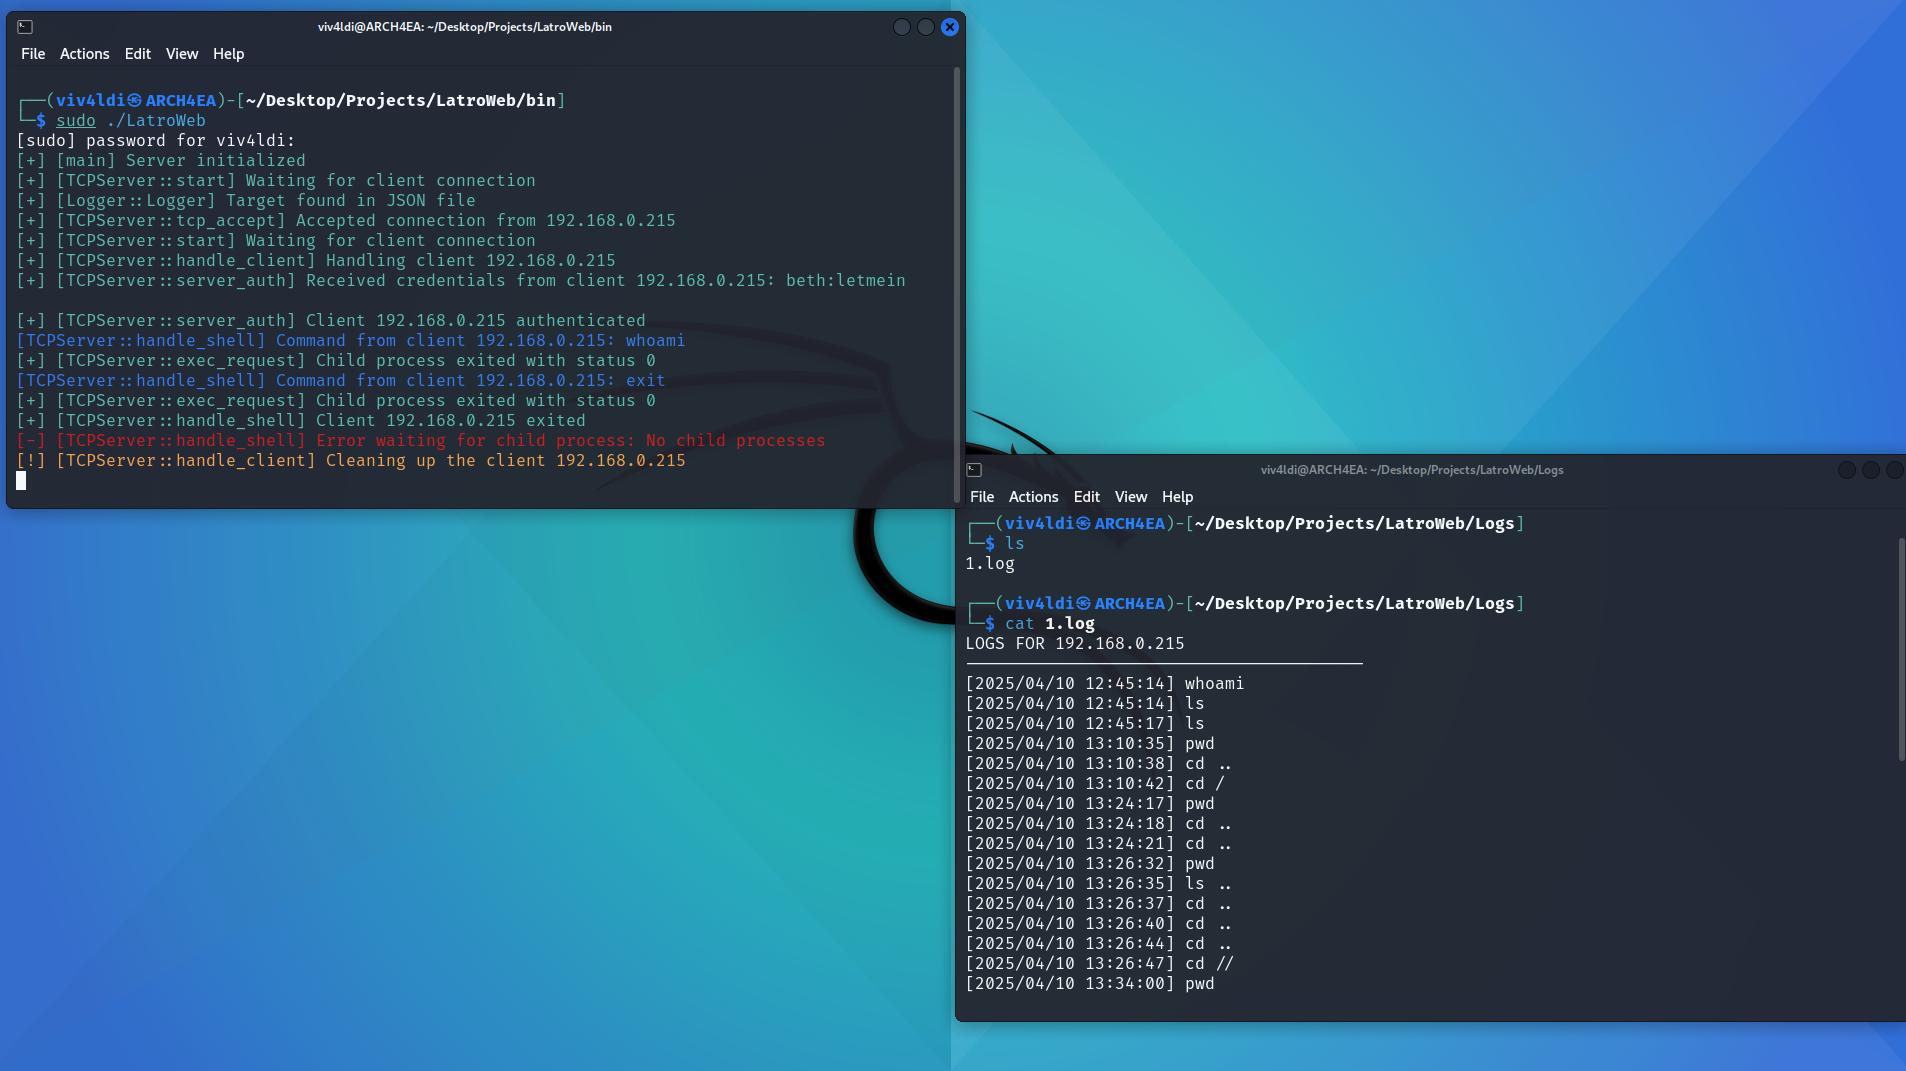 viv4ldi@ARCH4EA: ~/Desktop/Projects/LatroWeb/bin
File Actions Edit View Help
┌──(viv4ldi㉿ARCH4EA)-[~/Desktop/Projects/LatroWeb/bin]
└─$ sudo ./LatroWeb
[sudo] password for viv4ldi:
[+] [main] Server initialized
[+] [TCPServer::start] Waiting for client connection
[+] [Logger::Logger] Target found in JSON file
[+] [TCPServer::tcp_accept] Accepted connection from 192.168.0.215
[+] [TCPServer::start] Waiting for client connection
[+] [TCPServer::handle_client] Handling client 192.168.0.215
[+] [TCPServer::server_auth] Received credentials from client 192.168.0.215: beth:letmein
[+] [TCPServer::server_auth] Client 192.168.0.215 authenticated
[TCPServer::handle_shell] Command from client 192.168.0.215: whoami
[+] [TCPServer::exec_request] Child process exited with status 0
[TCPServer::handle_shell] Command from client 192.168.0.215: exit
[+] [TCPServer::exec_request] Child process exited with status 0
[+] [TCPServer::handle_shell] Client 192.168.0.215 exited
[-] [TCPServer::handle_shell] Error waiting for child process: No child processes
[!] [TCPServer::handle_client] Cleaning up the client 192.168.0.215
viv4ldi@ARCH4EA: ~/Desktop/Projects/LatroWeb/Logs
File Actions Edit View Help
┌──(viv4ldi㉿ARCH4EA)-[~/Desktop/Projects/LatroWeb/Logs]
└─$ ls
1.log
┌──(viv4ldi㉿ARCH4EA)-[~/Desktop/Projects/LatroWeb/Logs]
└─$ cat 1.log
LOGS FOR 192.168.0.215
[2025/04/10 12:45:14] whoami
[2025/04/10 12:45:14] ls
[2025/04/10 12:45:17] ls
[2025/04/10 13:10:35] pwd
[2025/04/10 13:10:38] cd ..
[2025/04/10 13:10:42] cd /
[2025/04/10 13:24:17] pwd
[2025/04/10 13:24:18] cd ..
[2025/04/10 13:24:21] cd ..
[2025/04/10 13:26:32] pwd
[2025/04/10 13:26:35] ls ..
[2025/04/10 13:26:37] cd ..
[2025/04/10 13:26:40] cd ..
[2025/04/10 13:26:44] cd ..
[2025/04/10 13:26:47] cd //
[2025/04/10 13:34:00] pwd